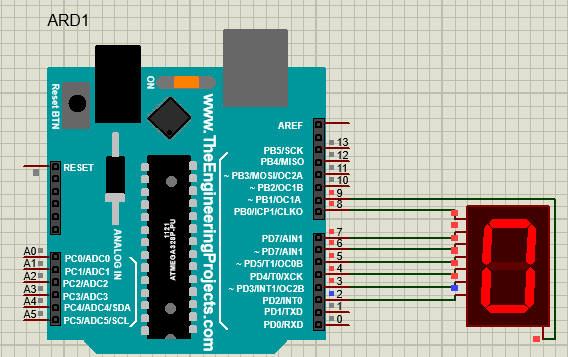 ARD1
Reset BTN
ON
www.TheEngineeringProjects.com
RESET
ANALOG IN
1121
ATMEGA328P-PU
A0 PC0/ADC0
A1 PC1/ADC1
A2 PC2/ADC2
A3 PC3/ADC3
A4 PC4/ADC4/SDA
A5 PC5/ADC5/SCL
AREF
PB5/SCK 13
PB4/MISO 12
~ PB3/MOSI/OC2A 11
~ PB2/OC1B 10
~ PB1/OC1A 9
PB0/ICP1/CLKO 8
PD7/AIN1 7
~ PD7/AIN1 6
~ PD5/T1/OC0B 5
PD4/T0/XCK 4
~ PD3/INT1/OC2B 3
PD2/INT0 2
PD1/TXD 1
PD0/RXD 0
0